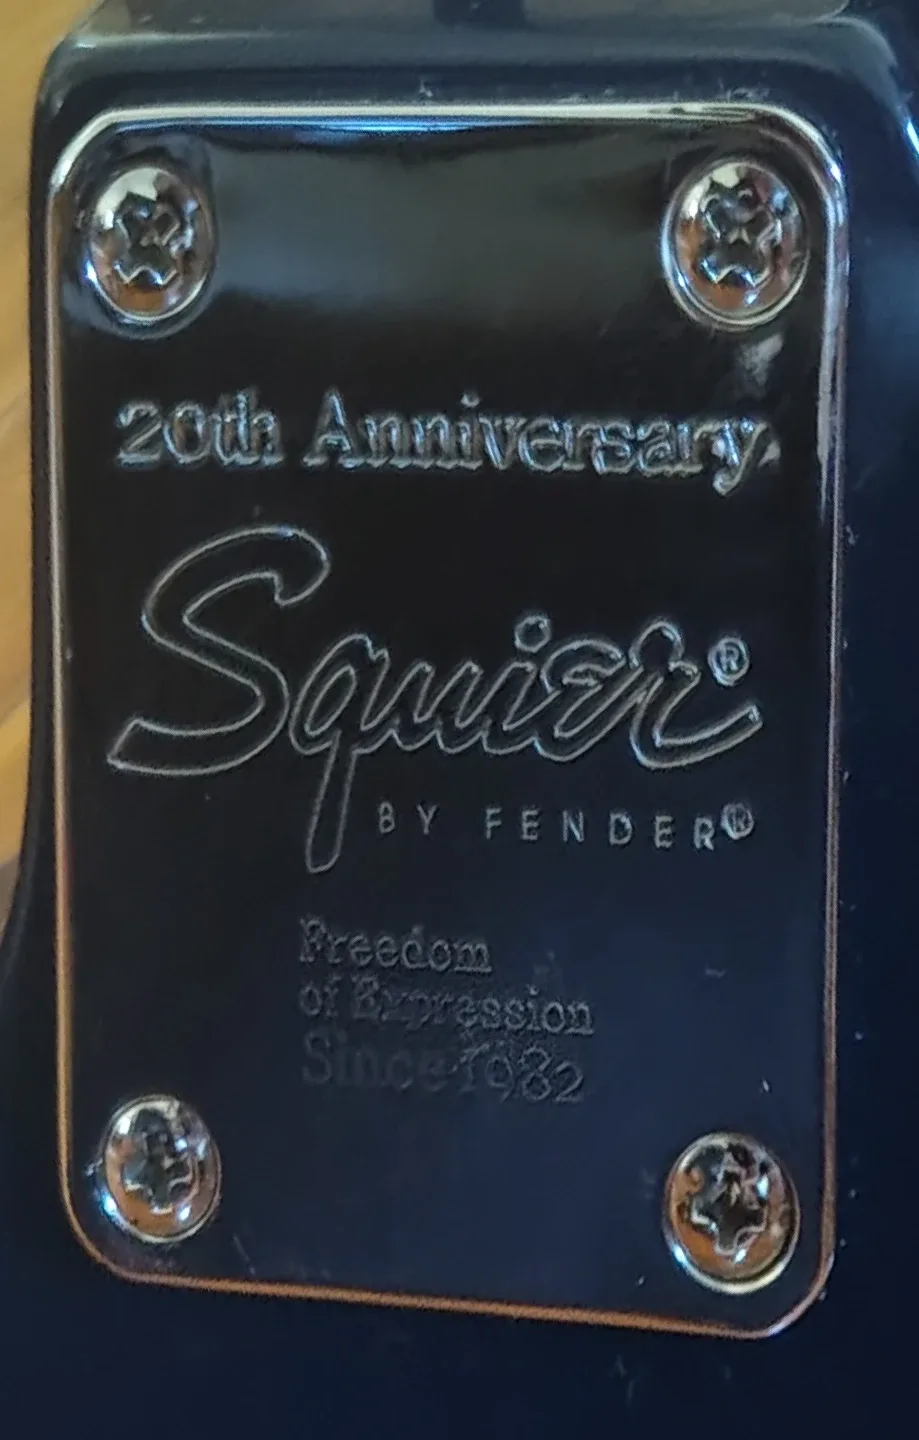 20th Anniversary
Squier®
BY FENDER®
Freedom
of Expression
Since 1982